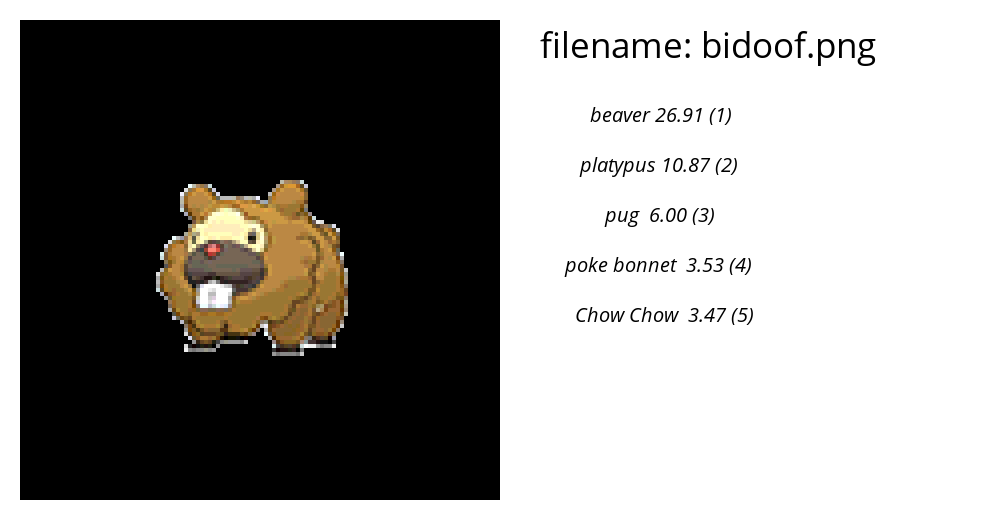 filename: bidoof.png
beaver 26.91 (1)
platypus 10.87 (2)
pug  6.00 (3)
poke bonnet  3.53 (4)
Chow Chow  3.47 (5)